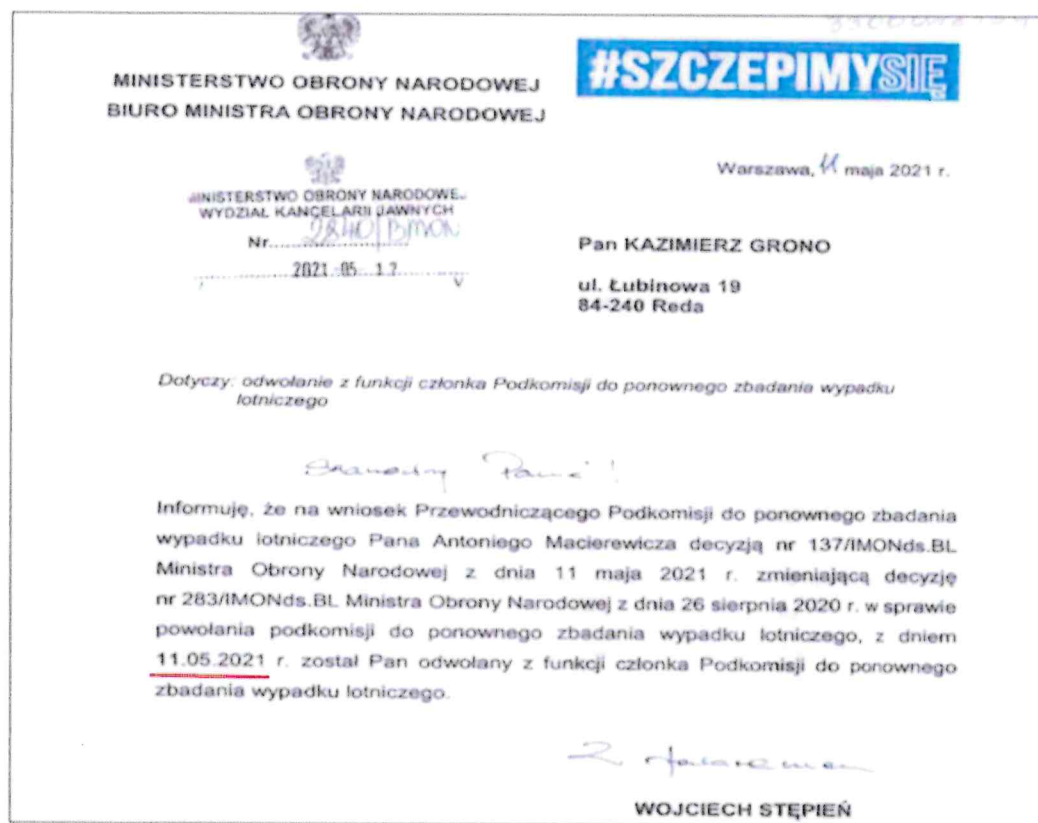 MINISTERSTWO OBRONY NARODOWEJ
BIURO MINISTRA OBRONY NARODOWEJ
#SZCZEPIMYSIĘ
Warszawa, 11 maja 2021 r.
MINISTERSTWO OBRONY NARODOWEJ
WYDZIAŁ KANCELARII JAWNYCH
Nr.....2840/BMON
2021 -05- 12
Pan KAZIMIERZ GRONO
ul. Łubinowa 19
84-240 Reda
Dotyczy: odwołanie z funkcji członka Podkomisji do ponownego zbadania wypadku
lotniczego
Szanowny Panie!
Informuję, że na wniosek Przewodniczącego Podkomisji do ponownego zbadania
wypadku lotniczego Pana Antoniego Macierewicza decyzją nr 137/IMONds.BL
Ministra Obrony Narodowej z dnia 11 maja 2021 r. zmieniającą decyzję
nr 283/IMONds.BL Ministra Obrony Narodowej z dnia 26 sierpnia 2020 r. w sprawie
powołania podkomisji do ponownego zbadania wypadku lotniczego, z dniem
11.05.2021 r. został Pan odwołany z funkcji członka Podkomisji do ponownego
zbadania wypadku lotniczego.
Z
WOJCIECH STĘPIEŃ